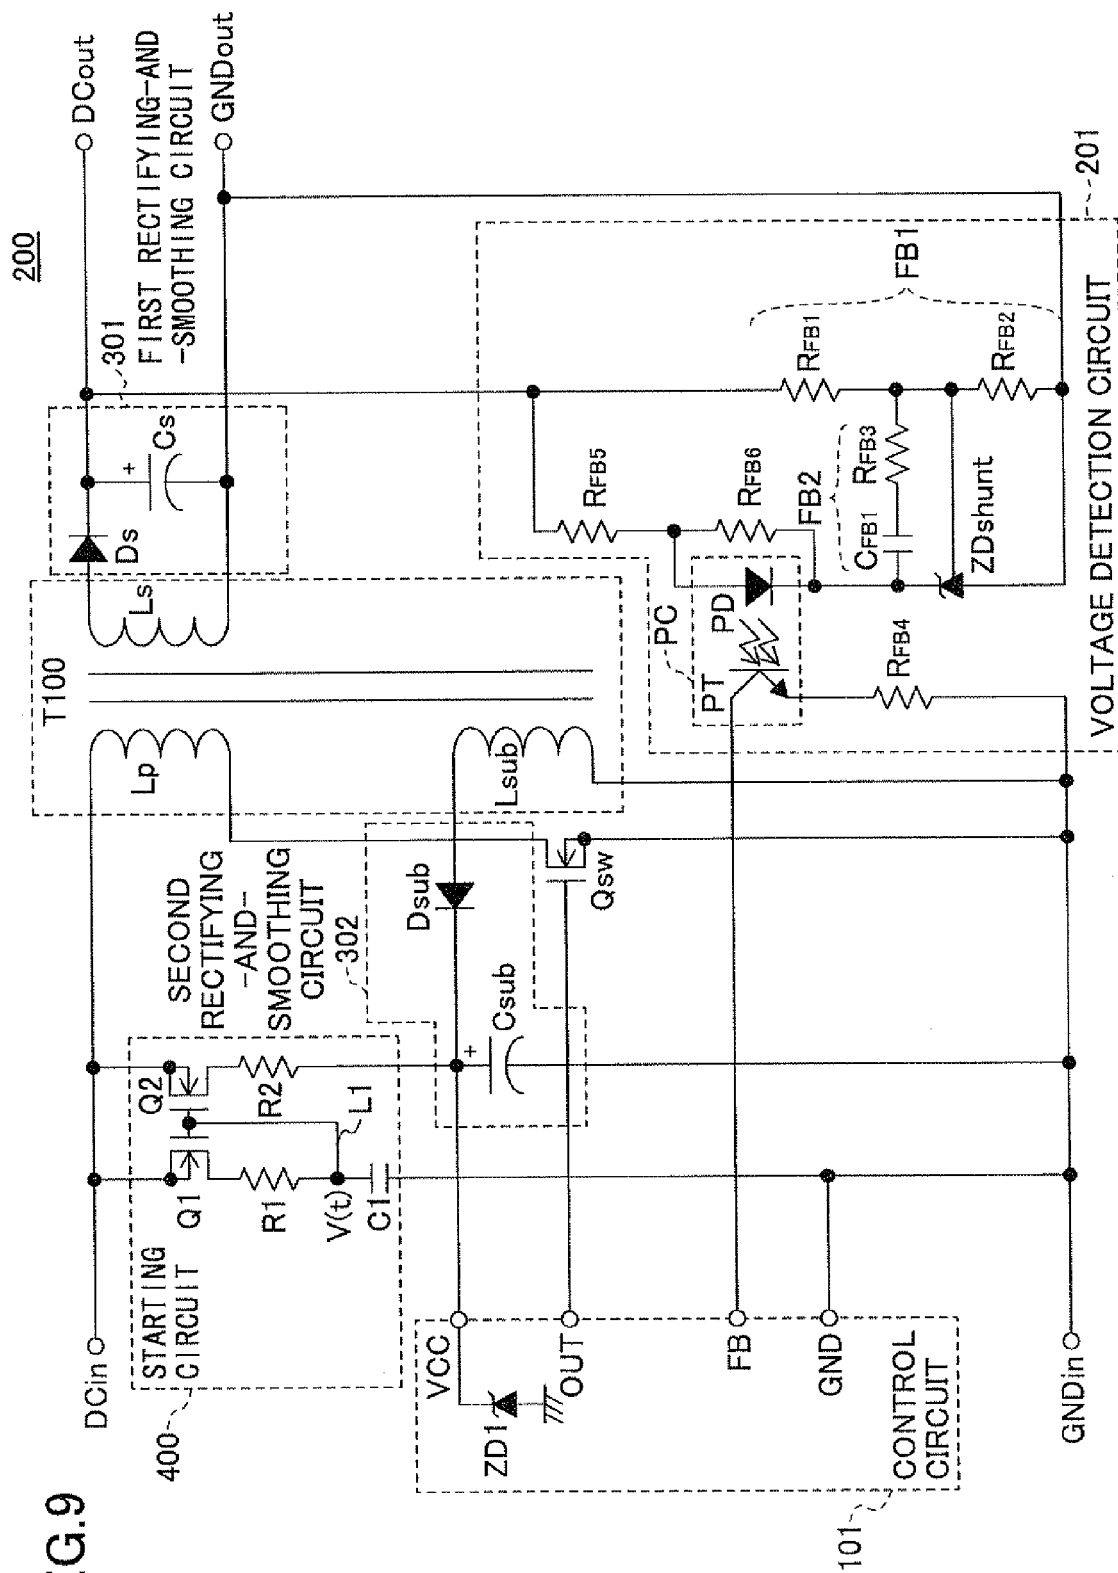 G.9
200
DCin
DCout
GNDout
GNDin
FIRST RECTIFYING-AND
-SMOOTHING CIRCUIT
301
Ds
Cs
T100
Lp
Ls
Lsub
SECOND
RECTIFYING
-AND-
SMOOTHING
CIRCUIT
302
Dsub
Csub
Qsw
STARTING
CIRCUIT
400
Q1
Q2
R1
R2
V(t)
L1
C1
VCC
ZD1
OUT
FB
GND
CONTROL
CIRCUIT
101
PC
PT
PD
RFB5
RFB6
FB2
CFB1
RFB3
RFB1
RFB2
FB1
ZDshunt
RFB4
VOLTAGE DETECTION CIRCUIT
201